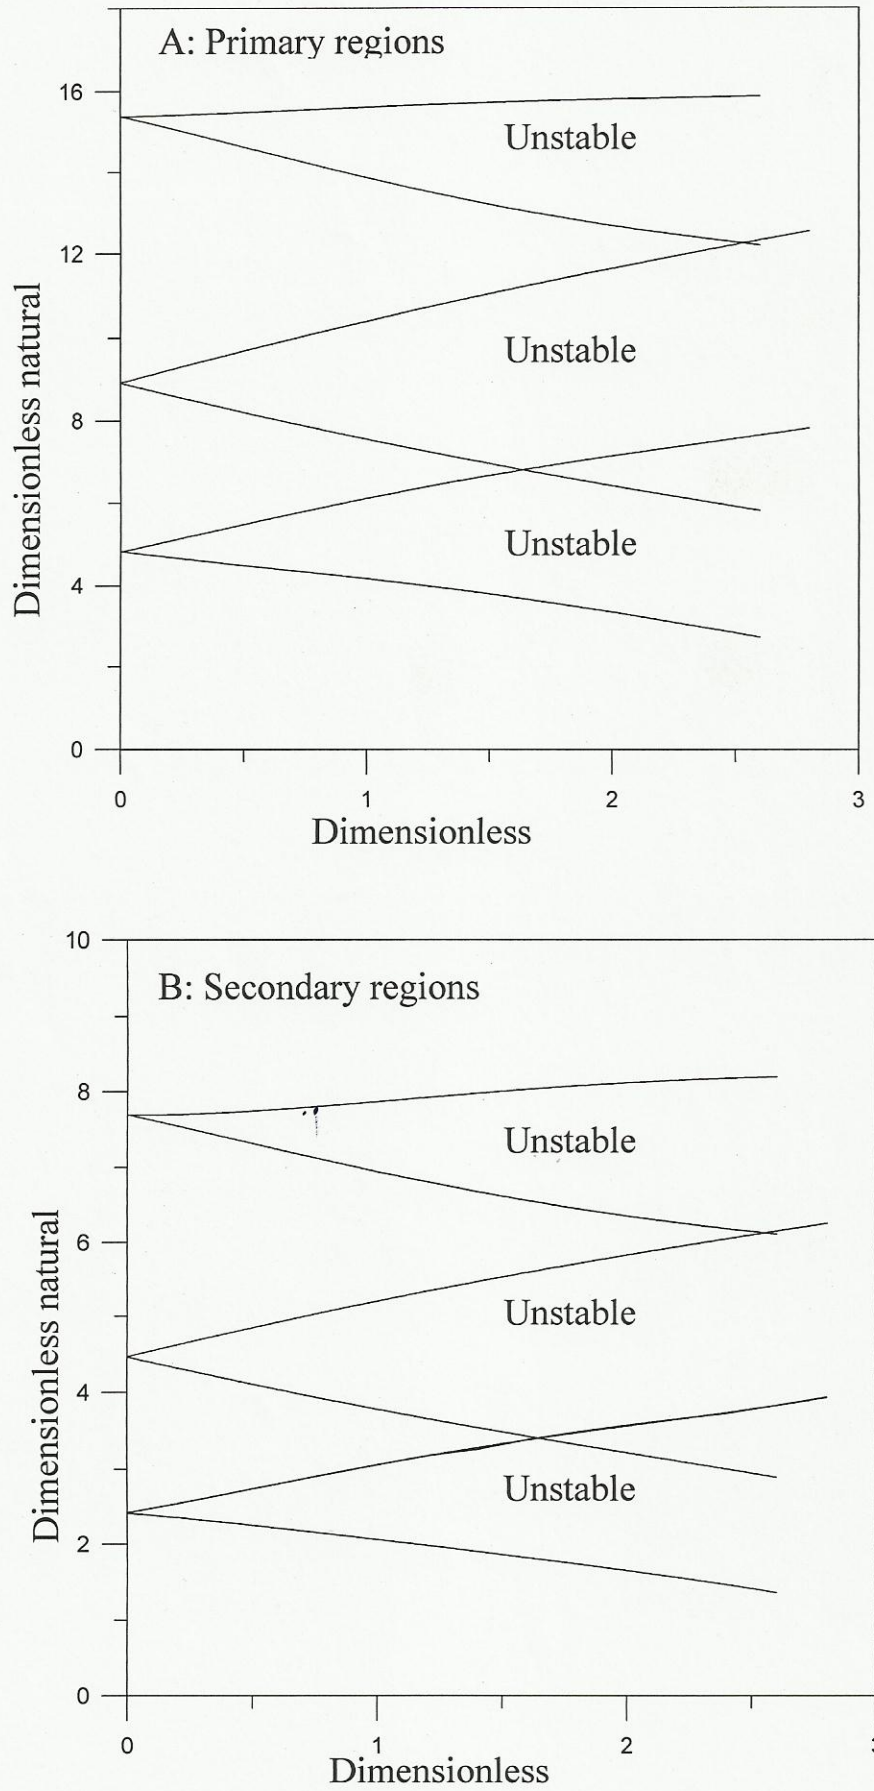 A: Primary regions
16
Unstable
12
Unstable
8
Unstable
4
0
Dimensionless natural
0 1 2 3
Dimensionless
10
B: Secondary regions
8
Unstable
6
Unstable
4
Unstable
2
0
Dimensionless natural
0 1 2
Dimensionless